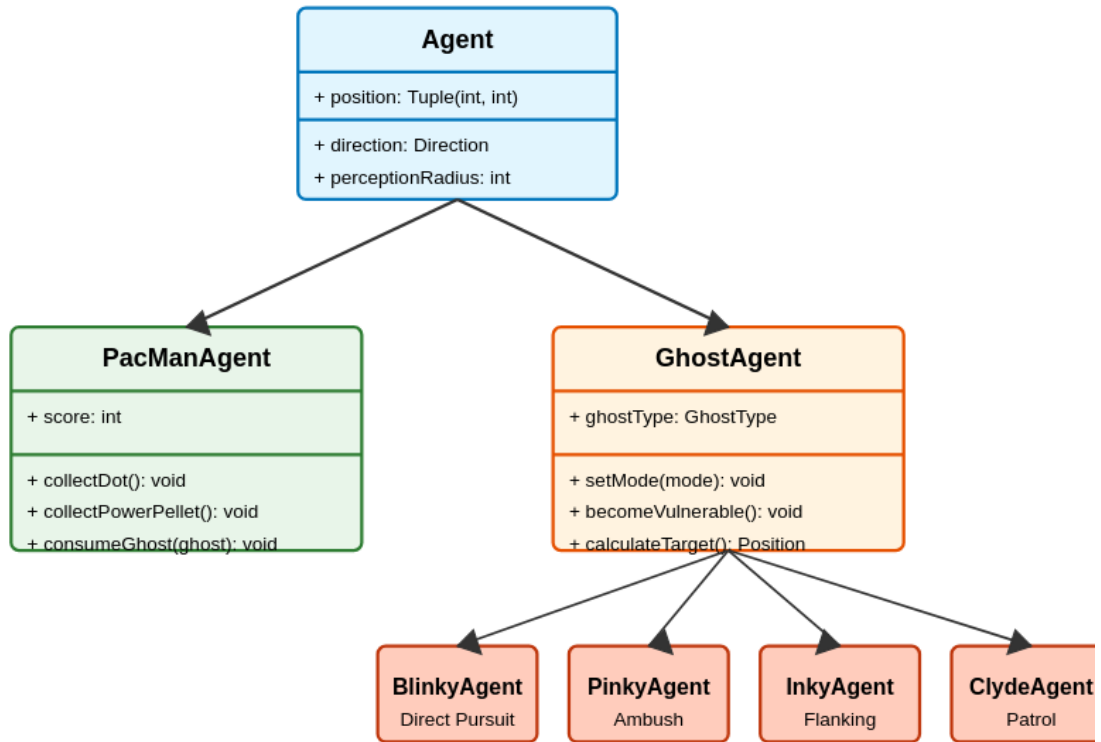 Agent
+ position: Tuple(int, int)
+ direction: Direction
+ perceptionRadius: int
PacManAgent
+ score: int
+ collectDot(): void
+ collectPowerPellet(): void
+ consumeGhost(ghost): void
GhostAgent
+ ghostType: GhostType
+ setMode(mode): void
+ becomeVulnerable(): void
+ calculateTarget(): Position
BlinkyAgent
Direct Pursuit
PinkyAgent
Ambush
InkyAgent
Flanking
ClydeAgent
Patrol